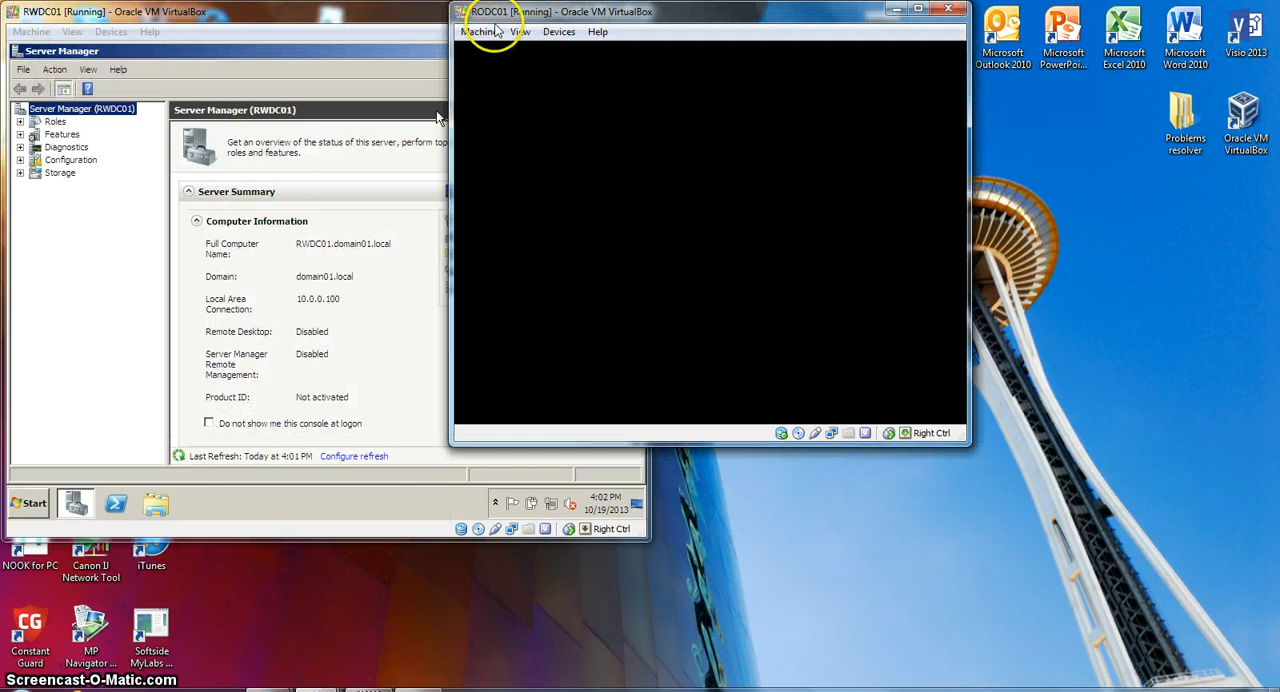 RWDC01 [Running] - Oracle VM VirtualBox
Machine View Devices Help
Server Manager
File Action View Help
Server Manager (RWDC01)
Roles
Features
Diagnostics
Configuration
Storage
Server Manager (RWDC01)
Get an overview of the status of this server, perform top
roles and features.
Server Summary
Computer Information
Full Computer
Name:
RWDC01.domain01.local
Domain:
domain01.local
Local Area
Connection:
10.0.0.100
Remote Desktop:
Disabled
Server Manager
Remote
Management:
Disabled
Product ID:
Not activated
Do not show me this console at logon
Last Refresh: Today at 4:01 PM Configure refresh
Start
4:02 PM
10/19/2013
Right Ctrl
RODC01 [Running] - Oracle VM VirtualBox
Machine View Devices Help
Right Ctrl
Microsoft
Outlook 2010
Microsoft
PowerPoi...
Microsoft
Excel 2010
Microsoft
Word 2010
Visio 2013
Problems
resolver
Oracle VM
VirtualBox
NOOK for PC
Canon IJ
Network Tool
iTunes
CG
Constant
Guard
MP
Navigator ...
Softside
MyLabs ...
Screencast-O-Matic.com